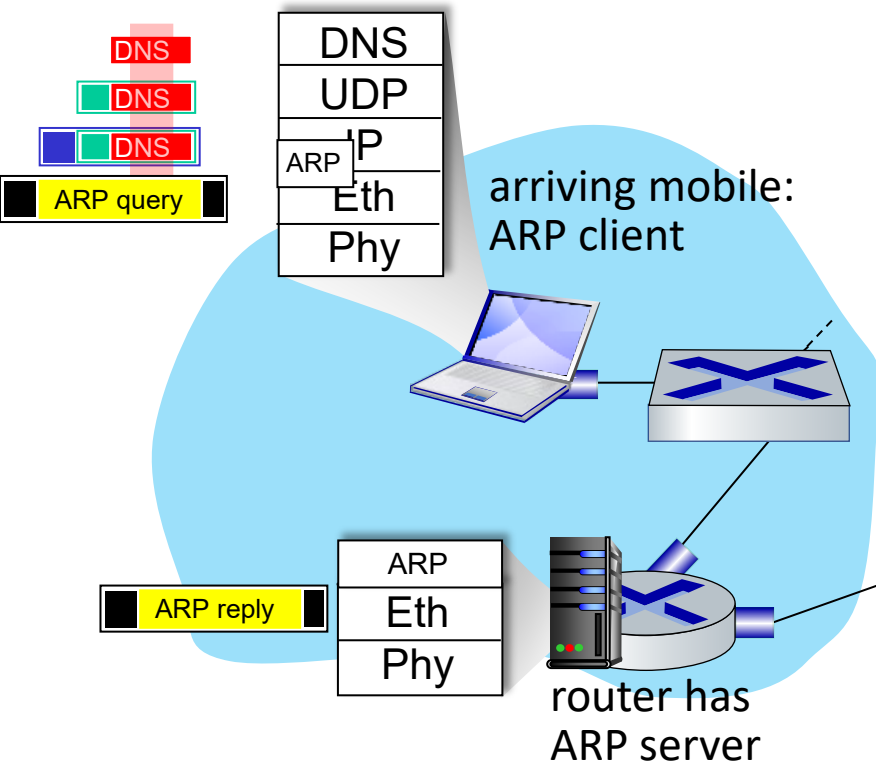 DNS
DNS
DNS
ARP query
DNS
UDP
IP
ARP
Eth
Phy
arriving mobile:
ARP client
ARP reply
ARP
Eth
Phy
router has
ARP server